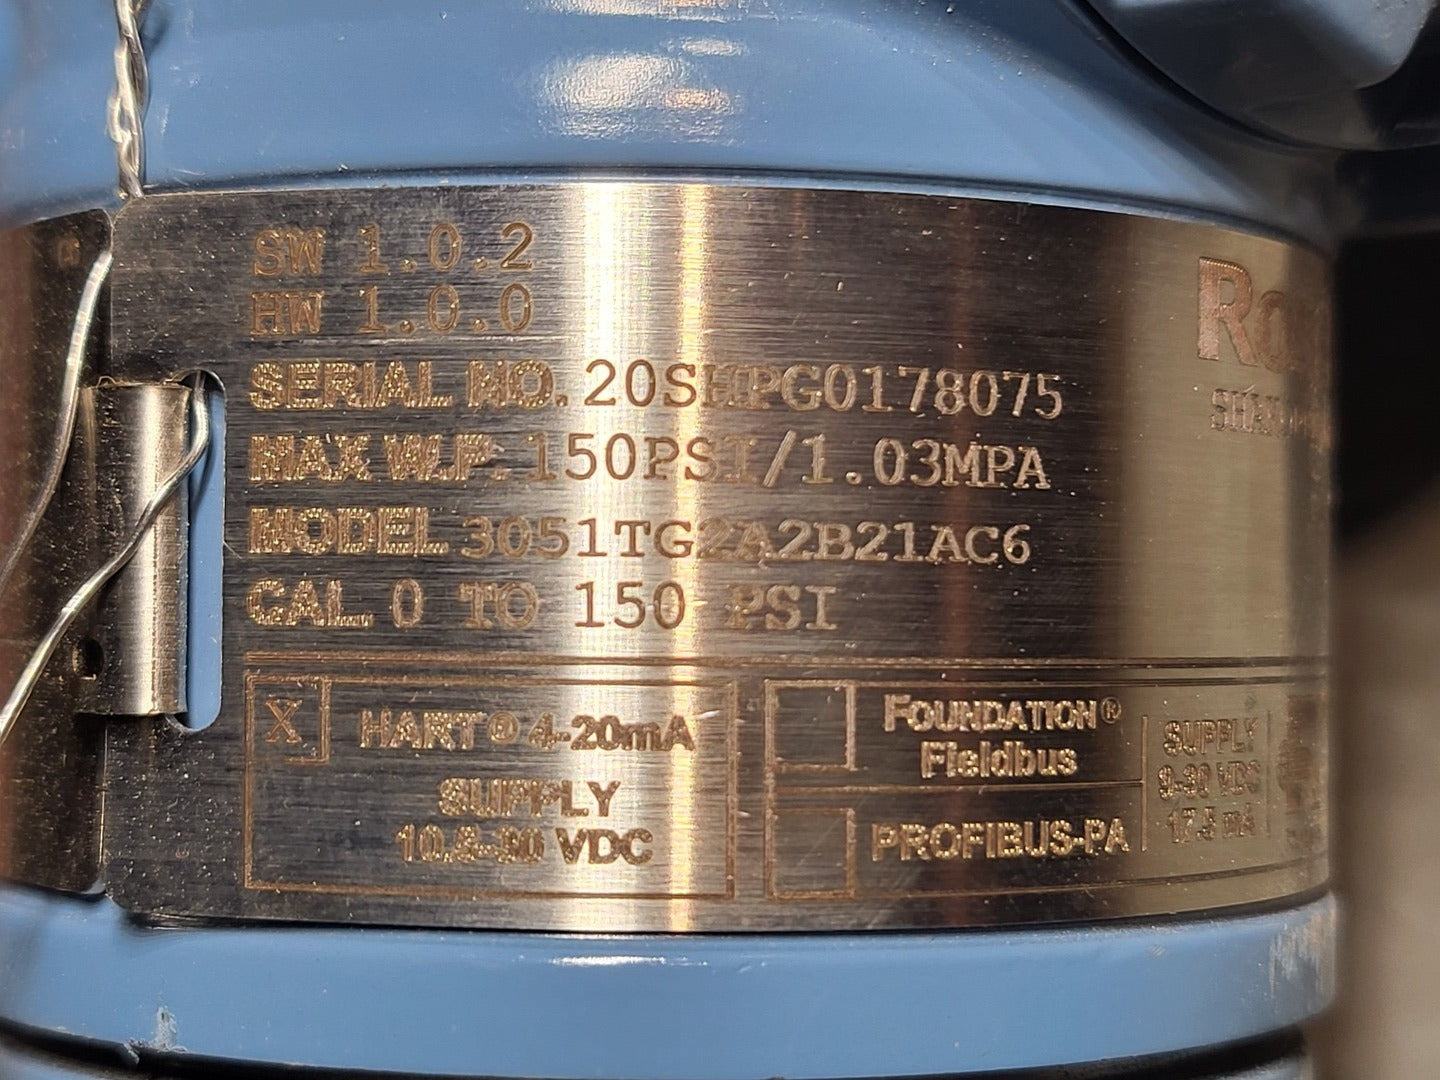 SW 1.0.2
HW 1.0.0
SERIAL NO. 20SHPG0178075
MAX W.P. 150PSI/1.03MPA
MODEL 3051TG2A2B21AC6
CAL. 0 TO 150 PSI
X HART® 4-20mA
SUPPLY
10.5-30 VDC
FOUNDATION®
Fieldbus
PROFIBUS-PA
SUPPLY
9-30 VDC
17.5 mA